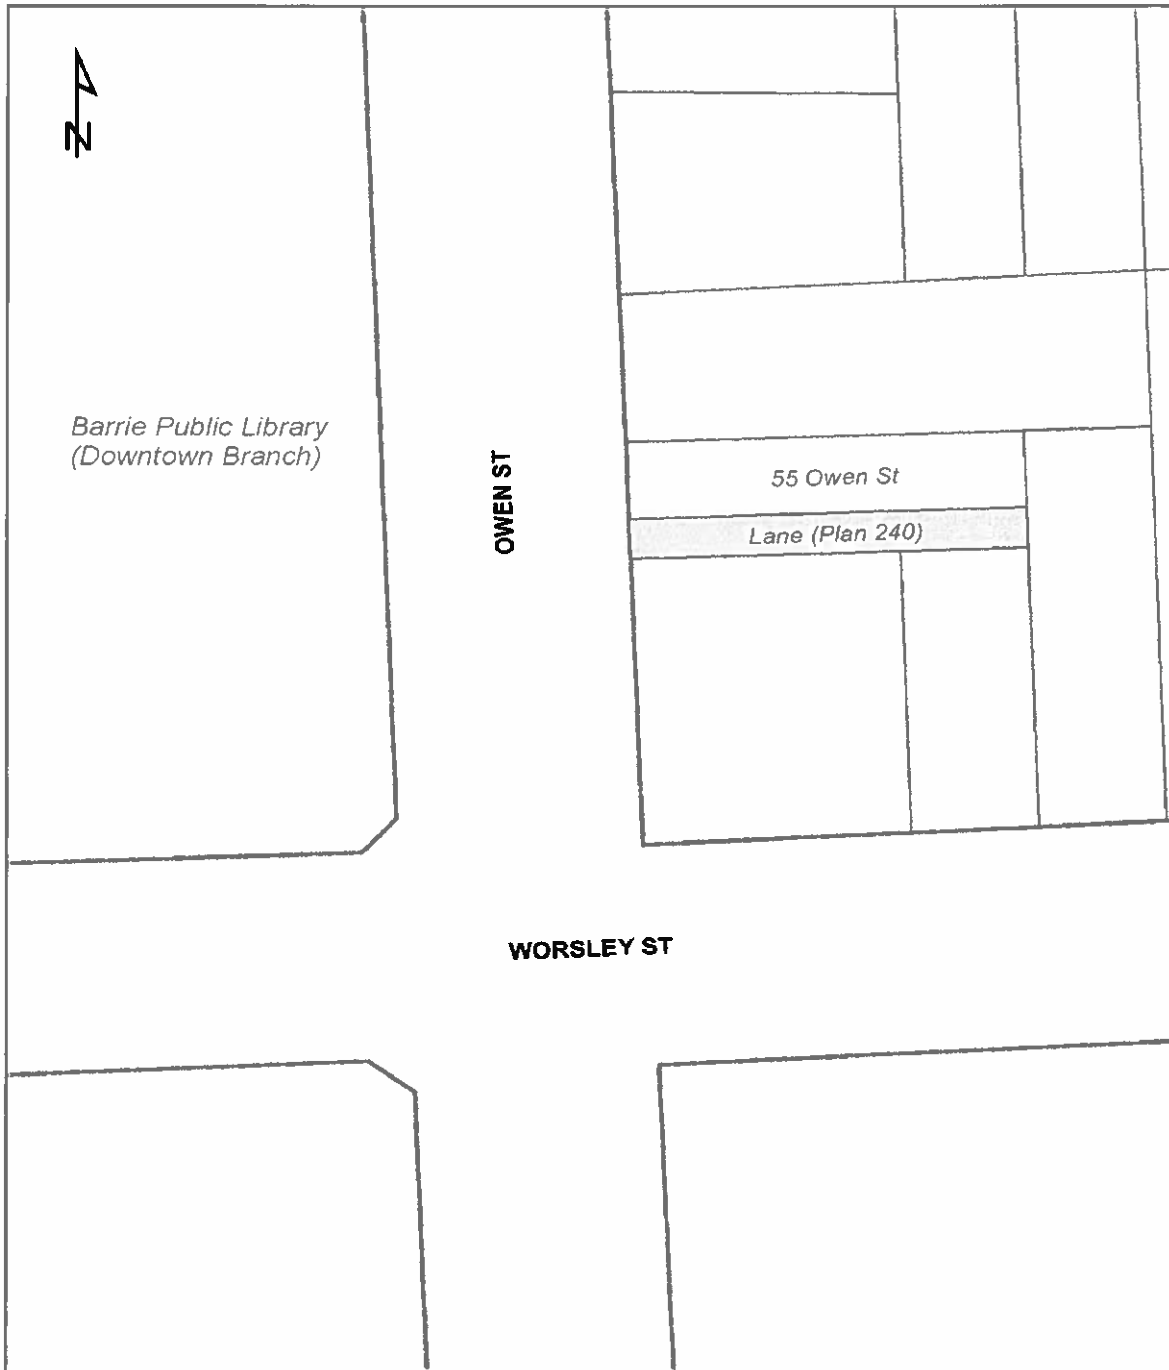 N
Barrie Public Library
(Downtown Branch)
OWEN ST
55 Owen St
Lane (Plan 240)
WORSLEY ST